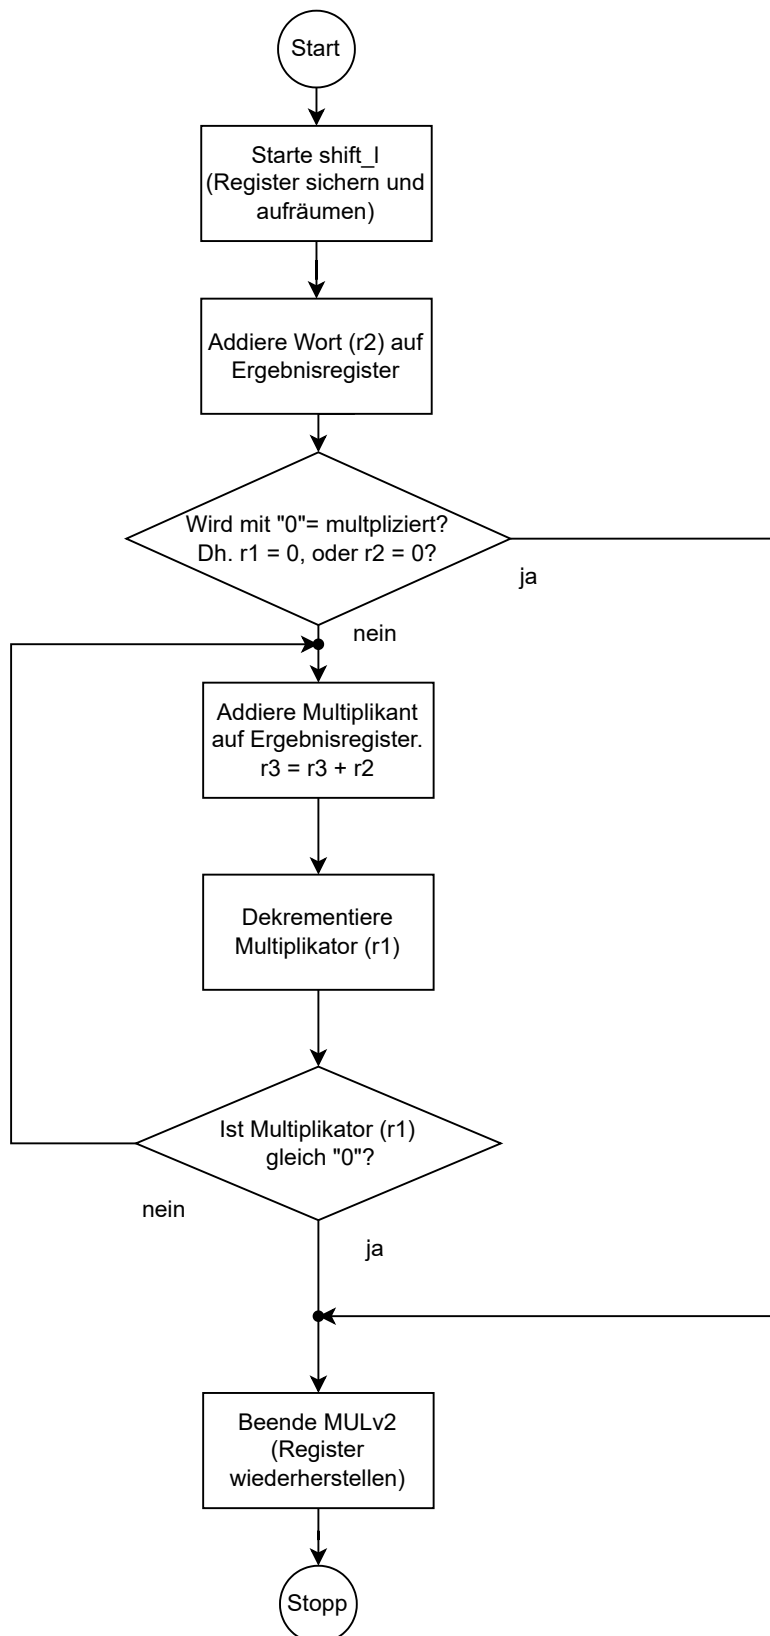 Start
Starte shift_l
(Register sichern und
aufräumen)
Addiere Wort (r2) auf
Ergebnisregister
Wird mit "0"= multpliziert?
Dh. r1 = 0, oder r2 = 0?
ja
nein
Addiere Multiplikant
auf Ergebnisregister.
r3 = r3 + r2
Dekrementiere
Multiplikator (r1)
Ist Multiplikator (r1)
gleich "0"?
nein
ja
Beende MULv2
(Register
wiederherstellen)
Stopp